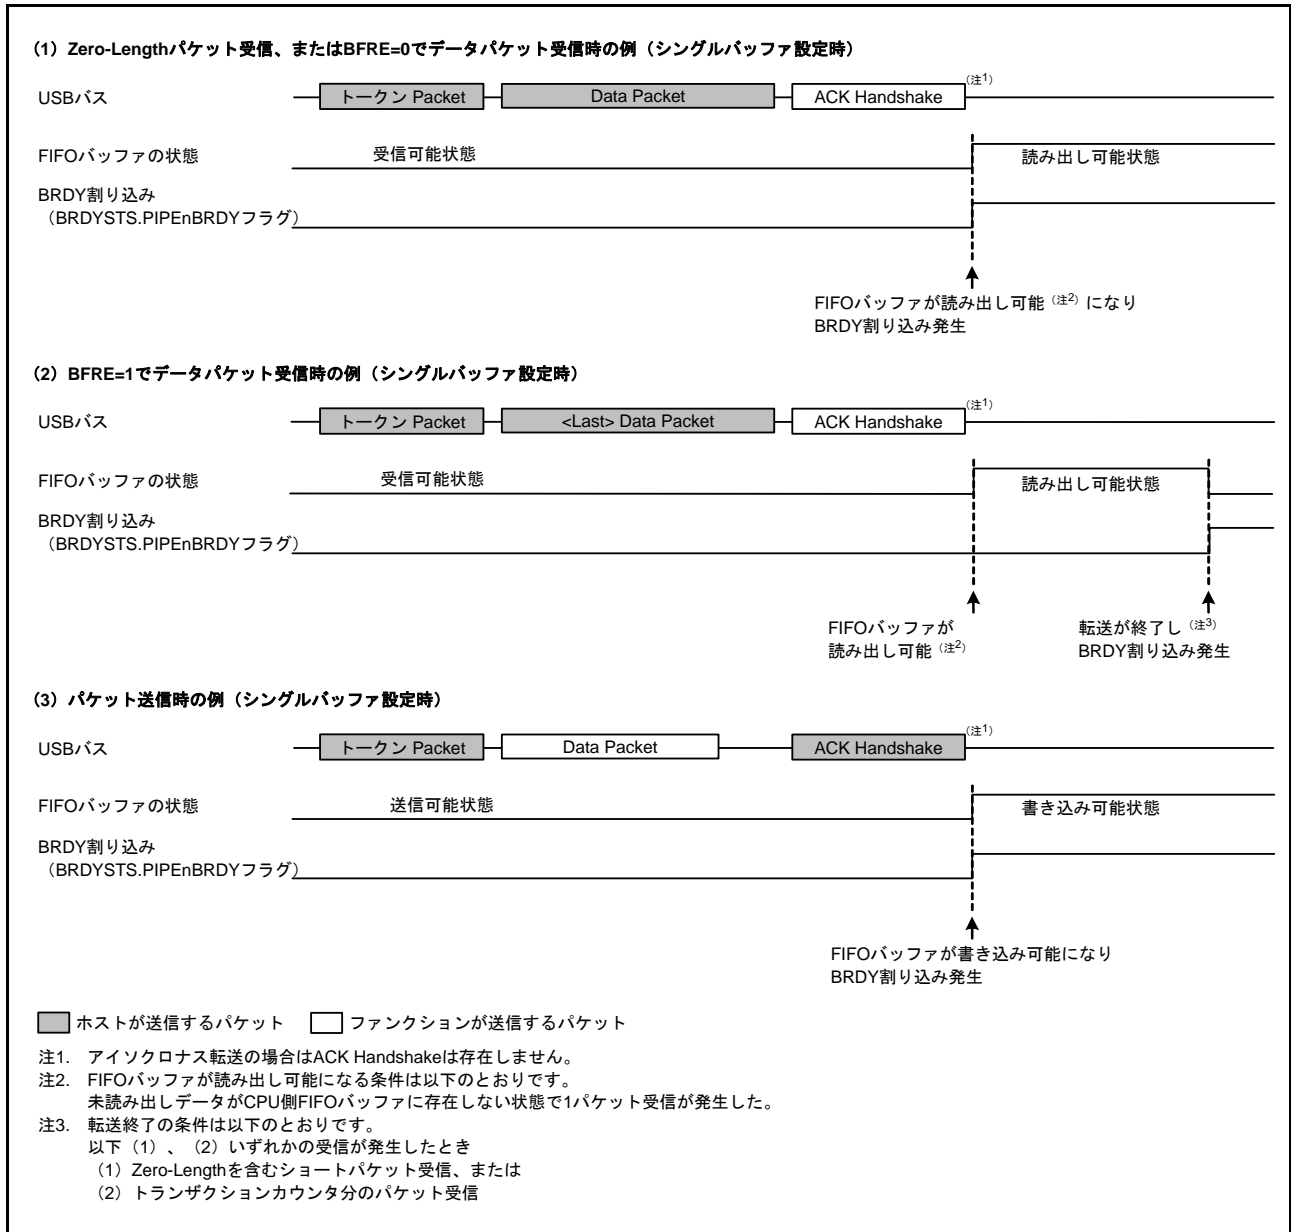 （1）Zero-Lengthパケット受信、またはBFRE=0でデータパケット受信時の例（シングルバッファ設定時）
USBバス トークン Packet Data Packet ACK Handshake （注1）
FIFOバッファの状態 受信可能状態 読み出し可能状態
BRDY割り込み
（BRDYSTS.PIPEnBRDYフラグ）
FIFOバッファが読み出し可能（注2）になり
BRDY割り込み発生
（2）BFRE=1でデータパケット受信時の例（シングルバッファ設定時）
USBバス トークン Packet <Last> Data Packet ACK Handshake （注1）
FIFOバッファの状態 受信可能状態 読み出し可能状態
BRDY割り込み
（BRDYSTS.PIPEnBRDYフラグ）
FIFOバッファが
読み出し可能（注2）
転送が終了し（注3）
BRDY割り込み発生
（3）パケット送信時の例（シングルバッファ設定時）
USBバス トークン Packet Data Packet ACK Handshake （注1）
FIFOバッファの状態 送信可能状態 書き込み可能状態
BRDY割り込み
（BRDYSTS.PIPEnBRDYフラグ）
FIFOバッファが書き込み可能になり
BRDY割り込み発生
ホストが送信するパケット ファンクションが送信するパケット
注1. アイソクロナス転送の場合はACK Handshakeは存在しません。
注2. FIFOバッファが読み出し可能になる条件は以下のとおりです。
未読み出しデータがCPU側FIFOバッファに存在しない状態で1パケット受信が発生した。
注3. 転送終了の条件は以下のとおりです。
以下（1）、（2）いずれかの受信が発生したとき
（1）Zero-Lengthを含むショートパケット受信、または
（2）トランザクションカウンタ分のパケット受信